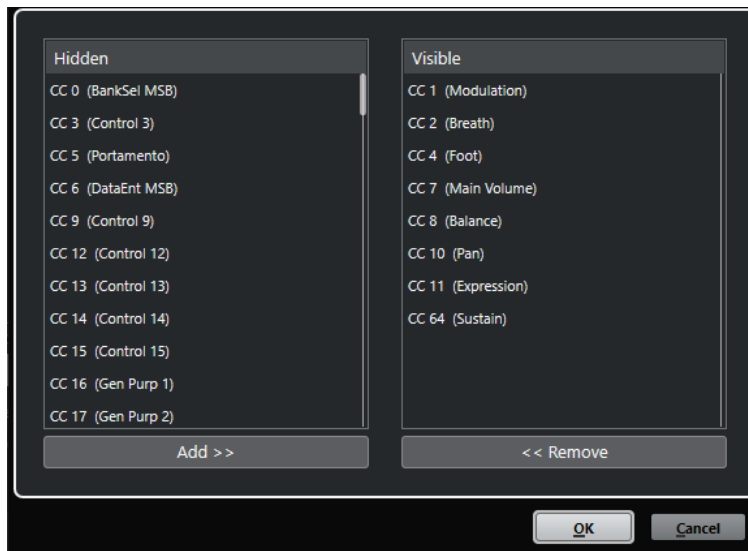 Hidden
CC 0 (BankSel MSB)
CC 3 (Control 3)
CC 5 (Portamento)
CC 6 (DataEnt MSB)
CC 9 (Control 9)
CC 12 (Control 12)
CC 13 (Control 13)
CC 14 (Control 14)
CC 15 (Control 15)
CC 16 (Gen Purp 1)
CC 17 (Gen Purp 2)
Add >>
Visible
CC 1 (Modulation)
CC 2 (Breath)
CC 4 (Foot)
CC 7 (Main Volume)
CC 8 (Balance)
CC 10 (Pan)
CC 11 (Expression)
CC 64 (Sustain)
<< Remove
OK
Cancel